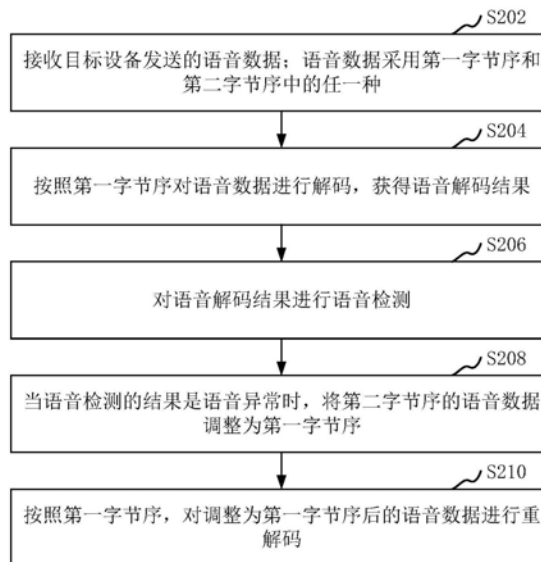 S202
接收目标设备发送的语音数据；语音数据采用第一字节序和
第二字节序中的任一种
S204
按照第一字节序对语音数据进行解码，获得语音解码结果
S206
对语音解码结果进行语音检测
S208
当语音检测的结果是语音异常时，将第二字节序的语音数据
调整为第一字节序
S210
按照第一字节序，对调整为第一字节序后的语音数据进行重
解码